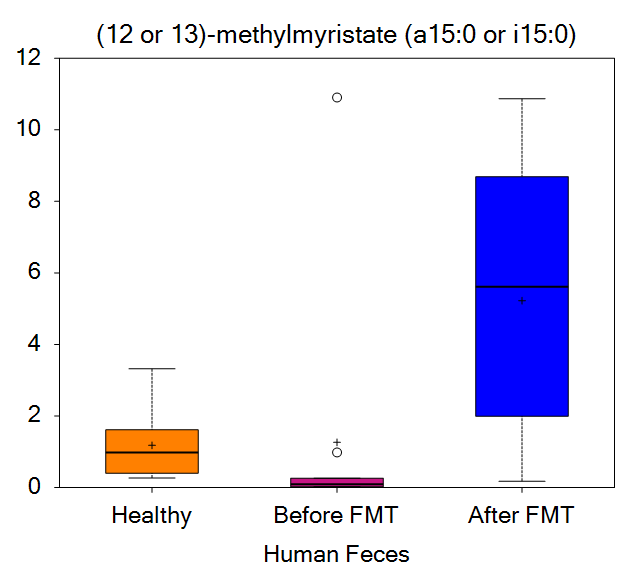 (12 or 13)-methylmyristate (a15:0 or i15:0)
12
10
8
6
4
2
0
Healthy Before FMT After FMT
Human Feces